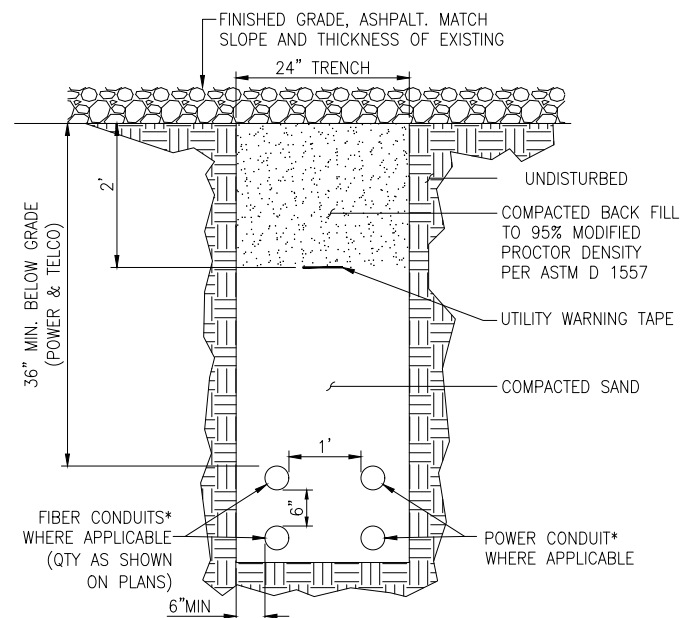 FINISHED GRADE, ASHPALT. MATCH
SLOPE AND THICKNESS OF EXISTING
24" TRENCH
2'
36" MIN. BELOW GRADE
(POWER & TELCO)
UNDISTURBED
COMPACTED BACK FILL
TO 95% MODIFIED
PROCTOR DENSITY
PER ASTM D 1557
UTILITY WARNING TAPE
COMPACTED SAND
1'
6"
FIBER CONDUITS*
WHERE APPLICABLE
(QTY AS SHOWN
ON PLANS)
POWER CONDUIT*
WHERE APPLICABLE
6"MIN